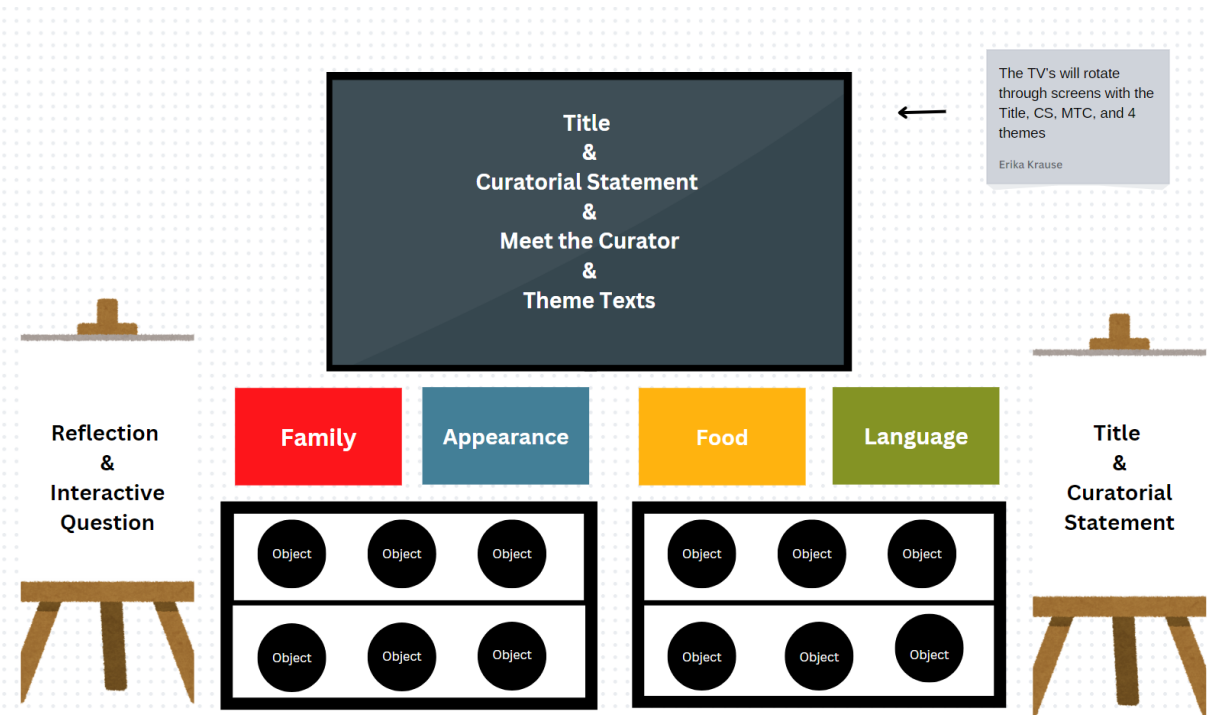 The TV's will rotate
through screens with the
Title, CS, MTC, and 4
themes
Erika Krause
Title
&
Curatorial Statement
&
Meet the Curator
&
Theme Texts
Family
Appearance
Food
Language
Reflection
&
Interactive
Question
Title
&
Curatorial
Statement
Object
Object
Object
Object
Object
Object
Object
Object
Object
Object
Object
Object